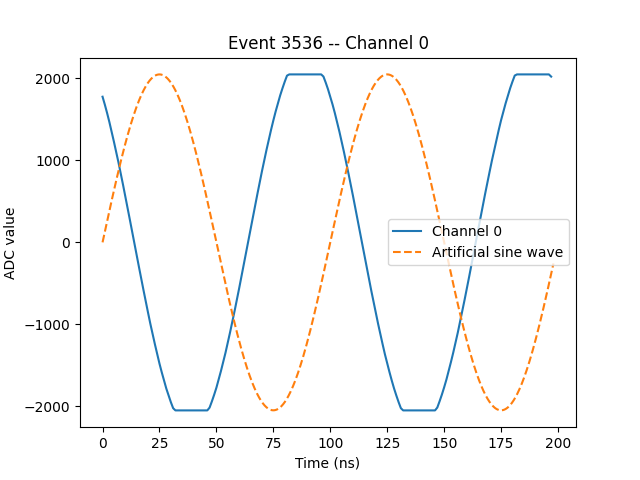 Event 3536 -- Channel 0
ADC value
2000
1000
0
−1000
−2000
Channel 0
Artificial sine wave
0 25 50 75 100 125 150 175 200
Time (ns)